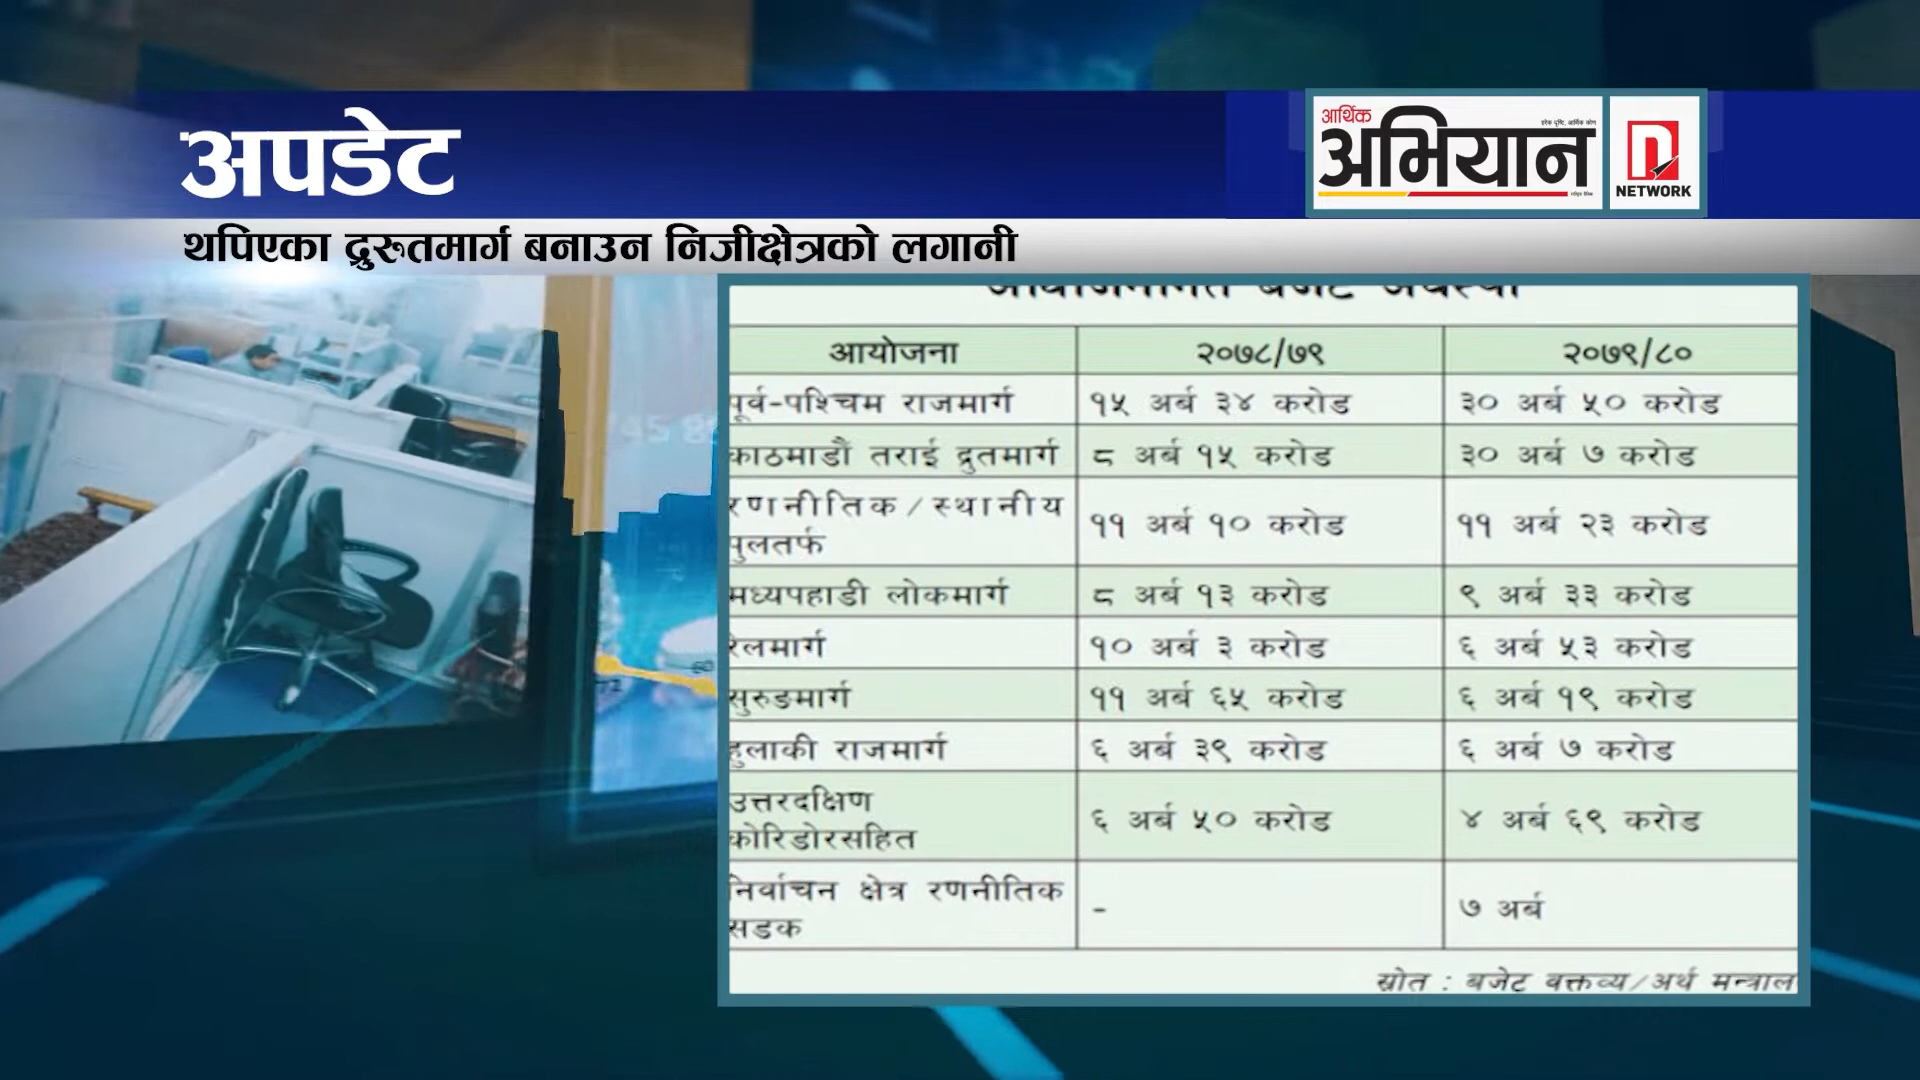 अपडेट
आर्थिक
अभियान
NETWORK
थपिएका द्रुतमार्ग बनाउन निजीक्षेत्रको लगानी
आयोजनागत बजेट अवस्था
आयोजना २०७८/७९ २०७९/८०
पूर्व-पश्चिम राजमार्ग १५ अर्ब ३४ करोड ३० अर्ब ५० करोड
काठमाडौं तराई द्रुतमार्ग ८ अर्ब १५ करोड ३० अर्ब ७ करोड
रणनीतिक/स्थानीय
पुलतर्फ ११ अर्ब १० करोड ११ अर्ब २३ करोड
मध्यपहाडी लोकमार्ग ८ अर्ब १३ करोड ९ अर्ब ३३ करोड
रेलमार्ग १० अर्ब ३ करोड ६ अर्ब ५३ करोड
सुरुङमार्ग ११ अर्ब ६५ करोड ६ अर्ब १९ करोड
हुलाकी राजमार्ग ६ अर्ब ३९ करोड ६ अर्ब ७ करोड
उत्तरदक्षिण
कोरिडोरसहित ६ अर्ब ५० करोड ४ अर्ब ६९ करोड
निर्वाचन क्षेत्र रणनीतिक
सडक - ७ अर्ब
स्रोत : बजेट वक्तव्य/अर्थ मन्त्राल